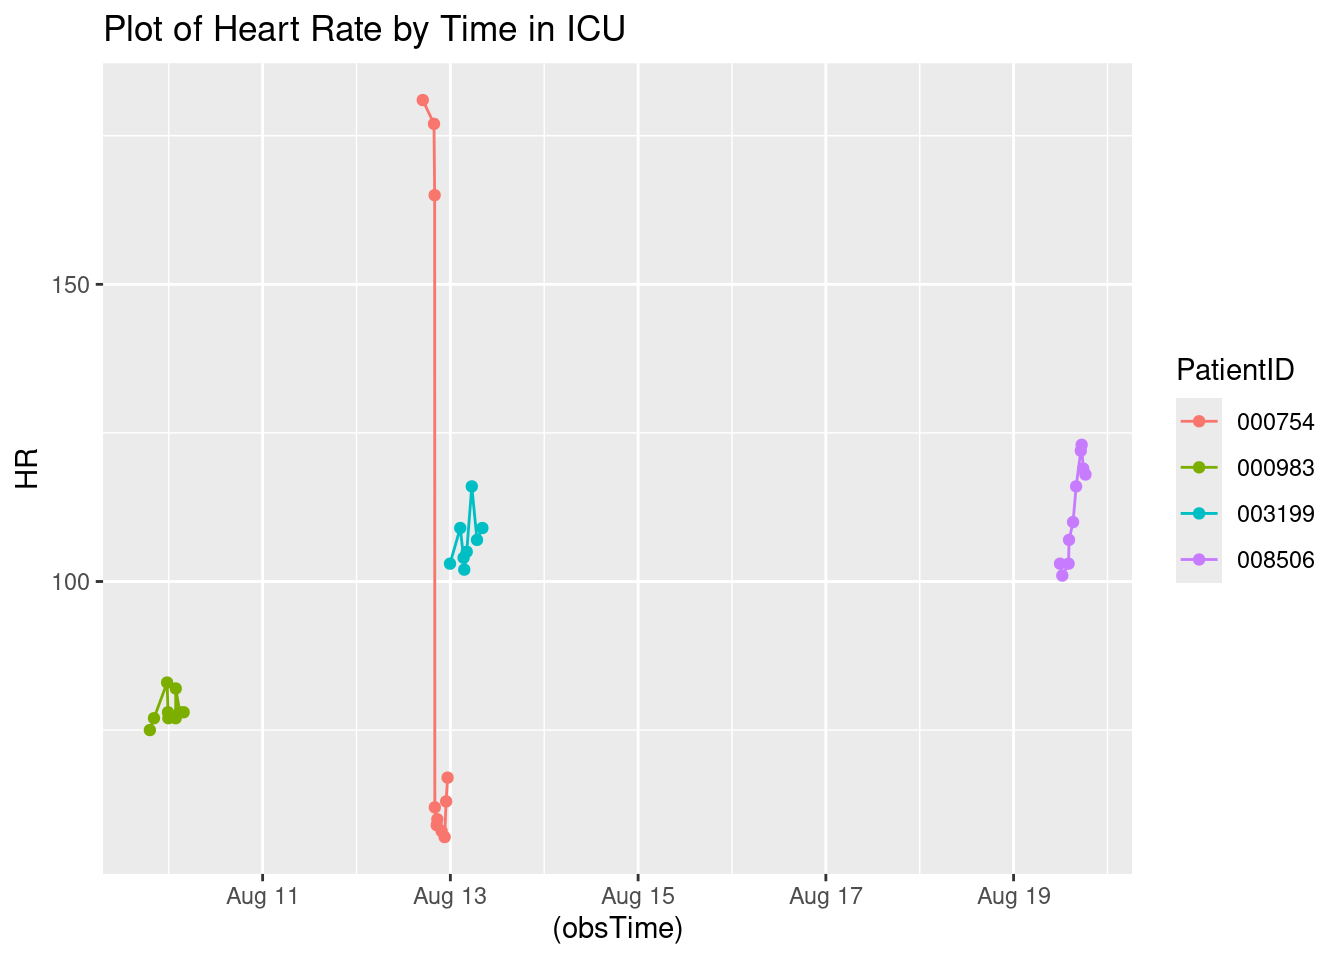 Plot of Heart Rate by Time in ICU
150
100
HR
Aug 11
Aug 13
Aug 15
Aug 17
Aug 19
(obsTime)
PatientID
000754
000983
003199
008506